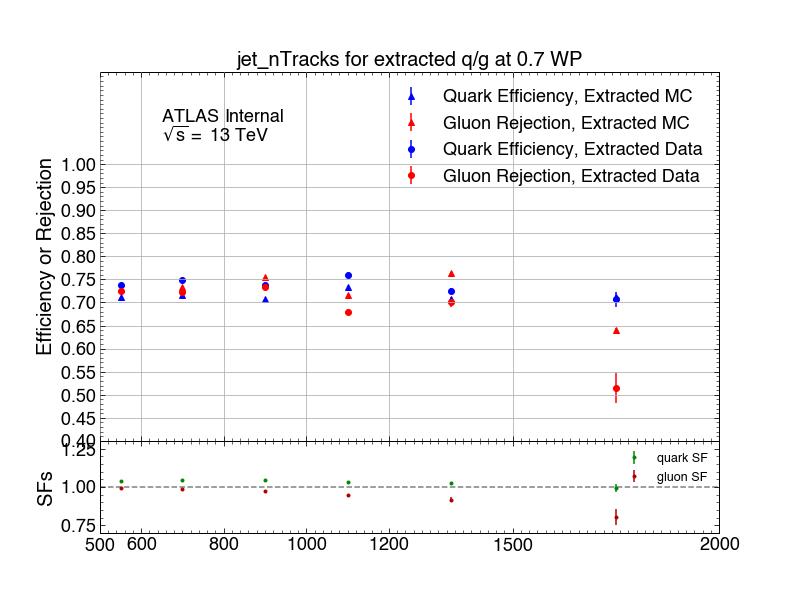 jet_nTracks for extracted q/g at 0.7 WP
ATLAS Internal
√s = 13 TeV
Quark Efficiency, Extracted MC
Gluon Rejection, Extracted MC
Quark Efficiency, Extracted Data
Gluon Rejection, Extracted Data
Efficiency or Rejection
1.00
0.95
0.90
0.85
0.80
0.75
0.70
0.65
0.60
0.55
0.50
0.45
0.40
SFs
1.25
1.00
0.75
quark SF
gluon SF
500 600 800 1000 1200 1500 2000